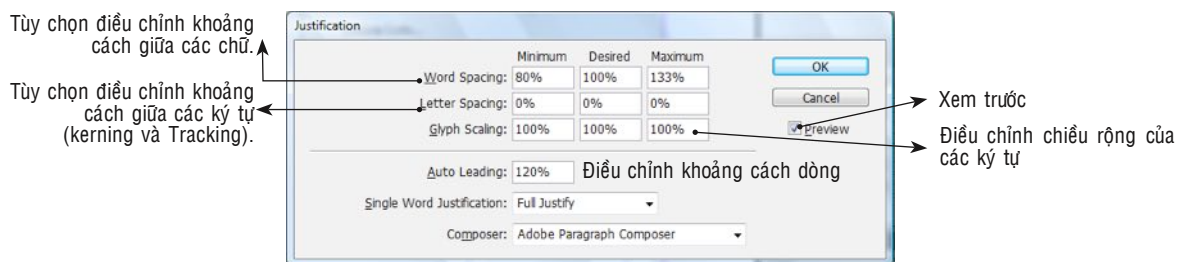 Tùy chọn điều chỉnh khoảng
cách giữa các chữ.
Tùy chọn điều chỉnh khoảng
cách giữa các ký tự
(kerning và Tracking).
Justification
Minimum Desired Maximum
Word Spacing: 80% 100% 133%
Letter Spacing: 0% 0% 0%
Glyph Scaling: 100% 100% 100%
Auto Leading: 120% Điều chỉnh khoảng cách dòng
Single Word Justification: Full Justify
Composer: Adobe Paragraph Composer
OK
Cancel
Preview
Xem trước
Điều chỉnh chiều rộng của
các ký tự